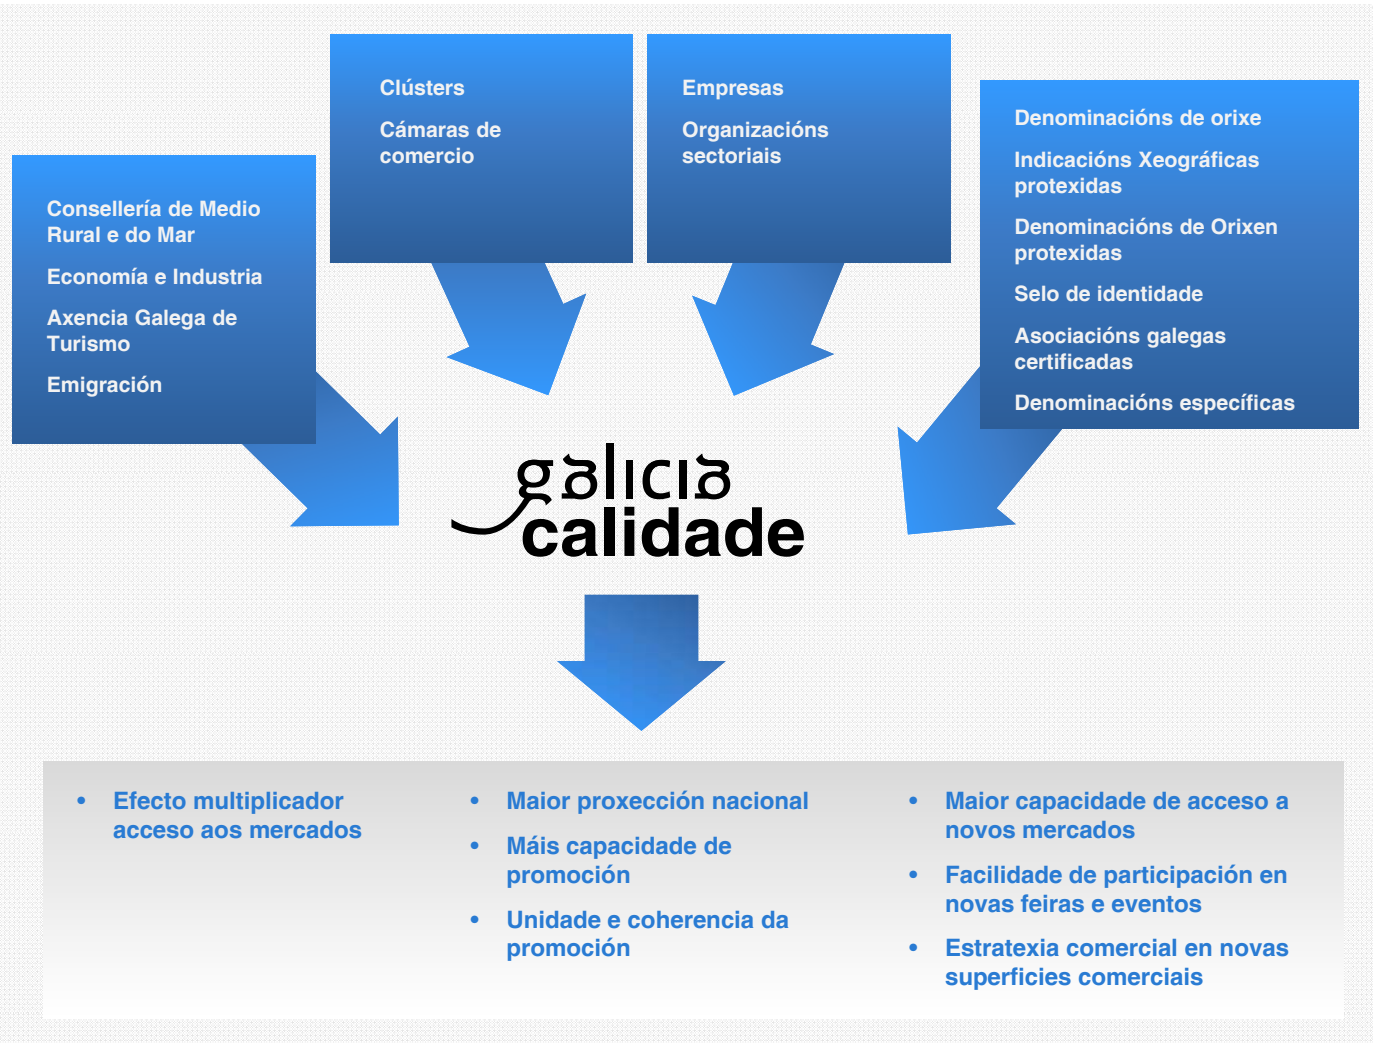 Consellería de Medio
Rural e do Mar
Economía e Industria
Axencia Galega de
Turismo
Emigración
Clústers
Cámaras de
comercio
Empresas
Organizacións
sectoriais
Denominacións de orixe
Indicacións Xeográficas
protexidas
Denominacións de Orixen
protexidas
Selo de identidade
Asociacións galegas
certificadas
Denominacións específicas
galicia
calidade
• Efecto multiplicador
acceso aos mercados
• Maior proxección nacional
• Máis capacidade de
promoción
• Unidade e coherencia da
promoción
• Maior capacidade de acceso a
novos mercados
• Facilidade de participación en
novas feiras e eventos
• Estratexia comercial en novas
superficies comerciais